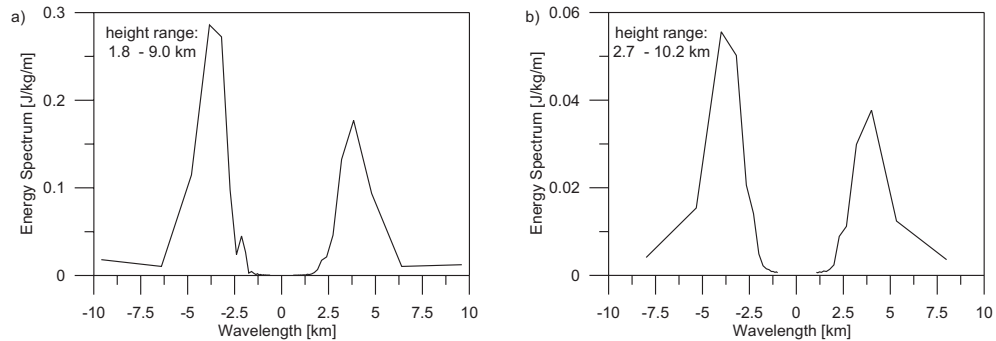 a)
height range:
1.8 - 9.0 km
Energy Spectrum [J/kg/m]
0.3
0.2
0.1
0
-10 -7.5 -5 -2.5 0 2.5 5 7.5 10
Wavelength [km]
b)
height range:
2.7 - 10.2 km
Energy Spectrum [J/kg/m]
0.06
0.04
0.02
0
-10 -7.5 -5 -2.5 0 2.5 5 7.5 10
Wavelength [km]